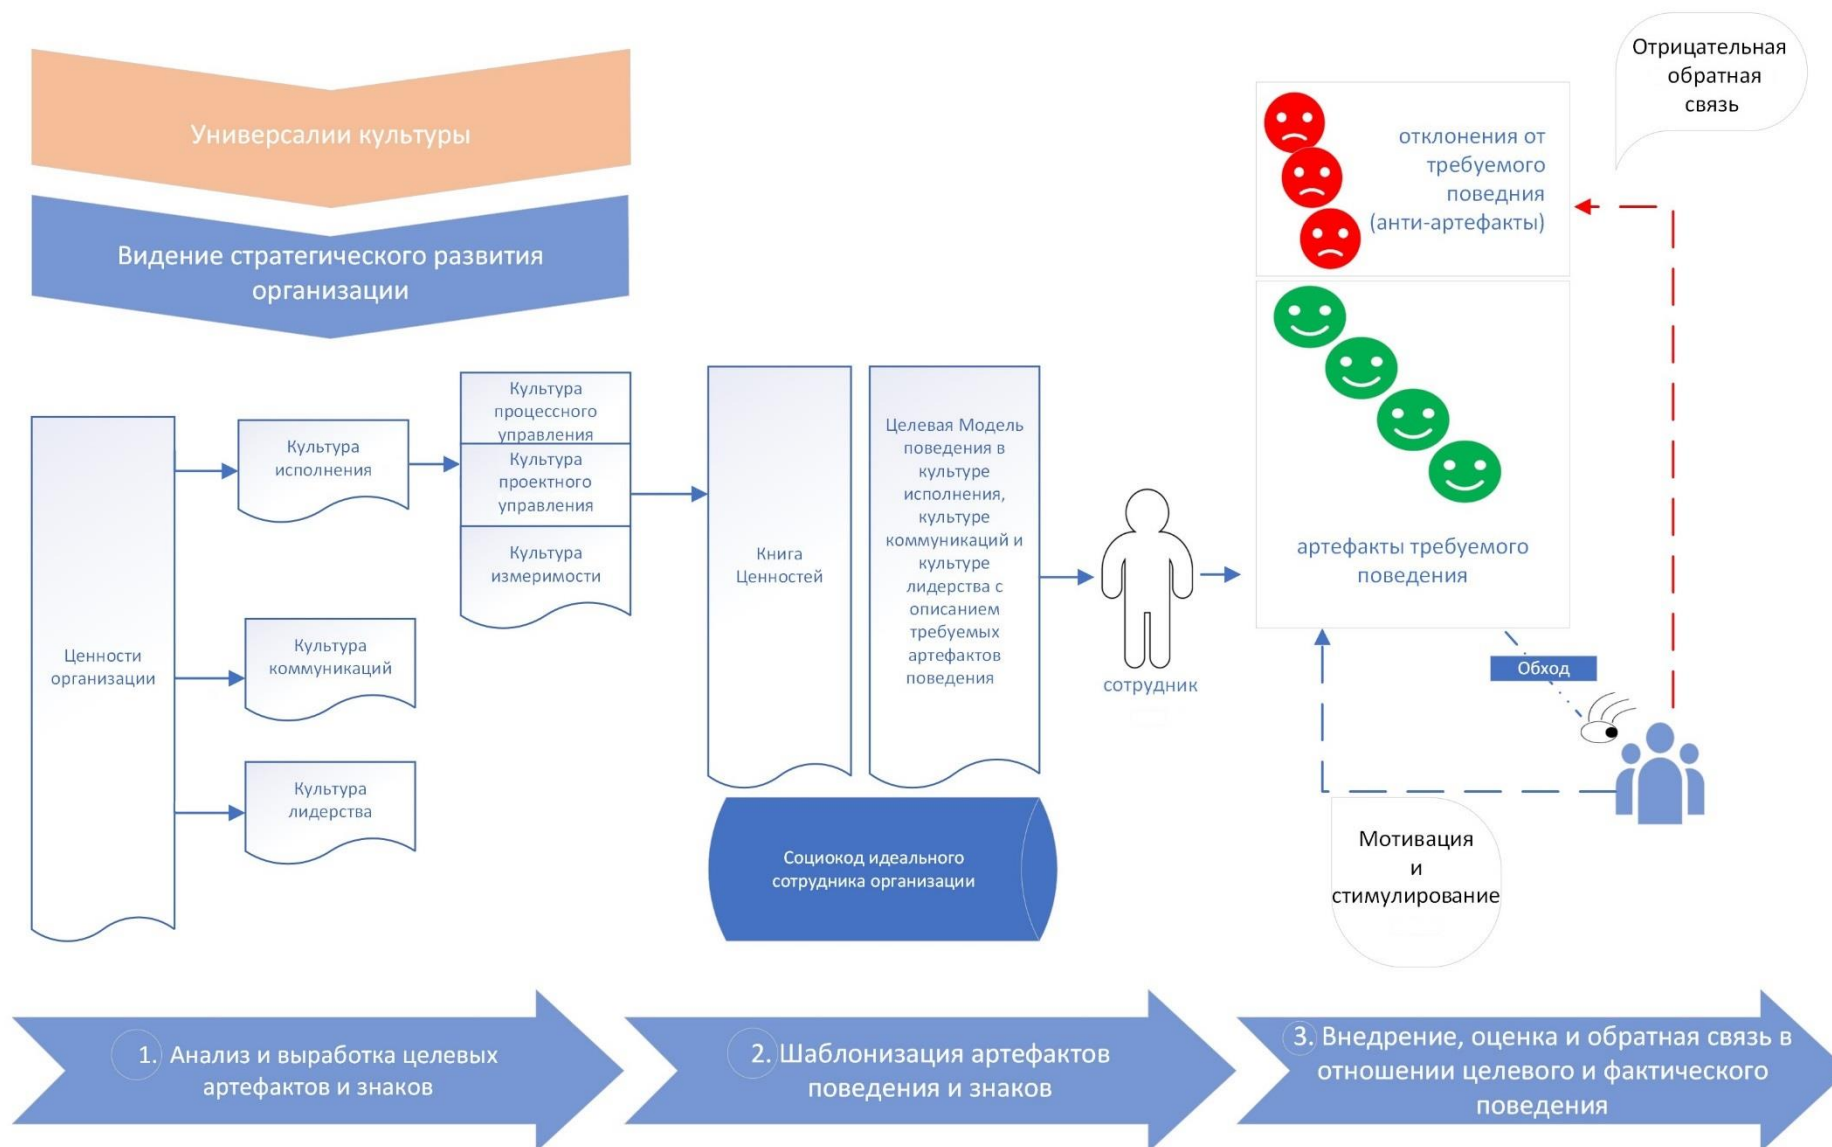 Универсалии культуры
Видение стратегического развития
организации
Ценности
организации
Культура
исполнения
Культура
коммуникаций
Культура
лидерства
Культура
процессного
управления
Культура
проектного
управления
Культура
измеримости
Книга
Ценностей
Целевая Модель
поведения в
культуре
исполнения,
культуре
коммуникаций и
культуре
лидерства с
описанием
требуемых
артефактов
поведения
Социокод идеального
сотрудника организации
сотрудник
отклонения от
требуемого
поведния
(анти-артефакты)
артефакты требуемого
поведения
Отрицательная
обратная
связь
Обход
Мотивация
и
стимулирование
1. Анализ и выработка целевых
артефактов и знаков
2. Шаблонизация артефактов
поведения и знаков
3. Внедрение, оценка и обратная связь в
отношении целевого и фактического
поведения